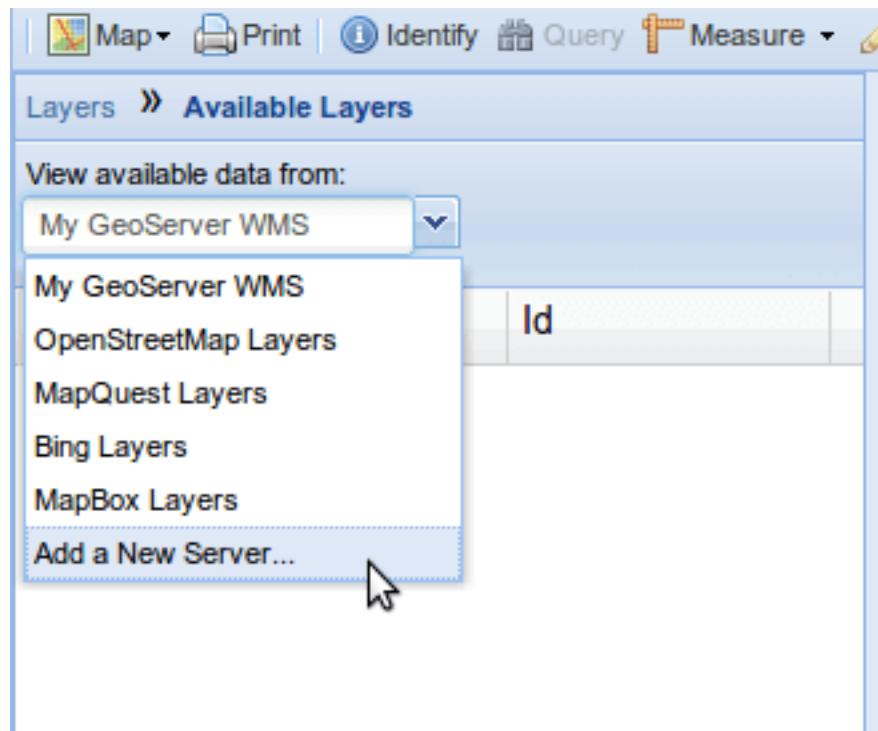 Map Print Identify Query Measure
Layers » Available Layers
View available data from:
My GeoServer WMS
My GeoServer WMS
OpenStreetMap Layers
Id
MapQuest Layers
Bing Layers
MapBox Layers
Add a New Server...